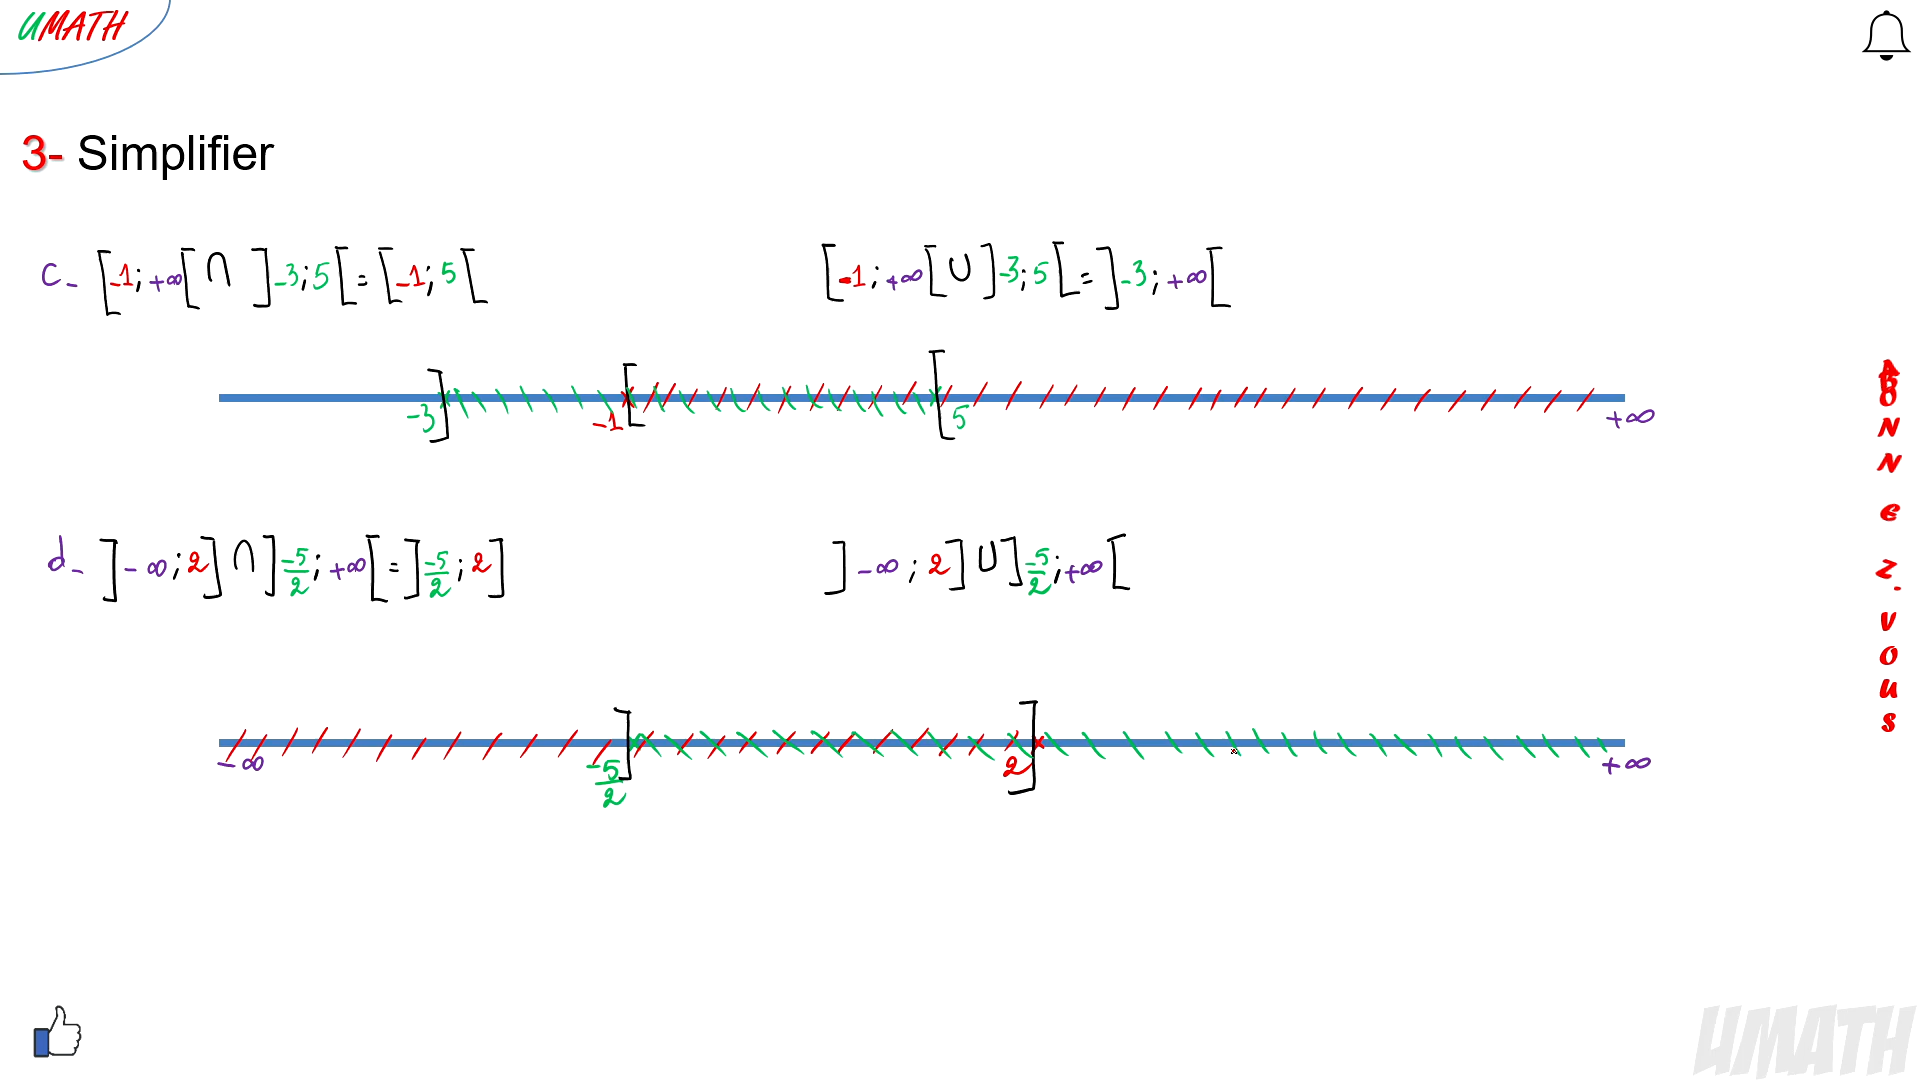 UMATH
3- Simplifier
c- [-1; +∞[ ∩ ]-3; 5[ = [-1; 5[
[-1; +∞[ ∪ ]-3; 5[ = ]-3; +∞[
-3 -1 5 +∞
d- ]-∞; 2] ∩ ]-5/2; +∞[ = ]-5/2; 2]
]-∞; 2] ∪ ]-5/2; +∞[
-∞ -5/2 2 +∞
ABONNEZ-VOUS
UMATH